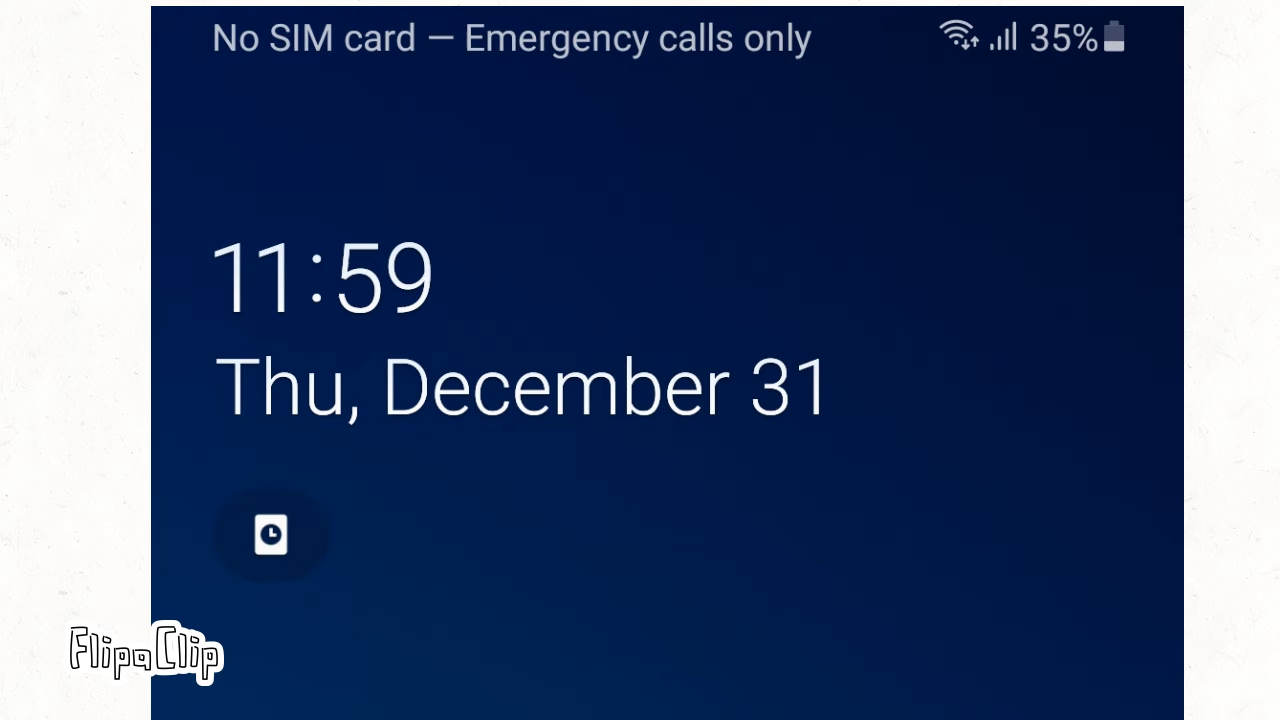 No SIM card — Emergency calls only 35%
11:59
Thu, December 31
FlipaClip